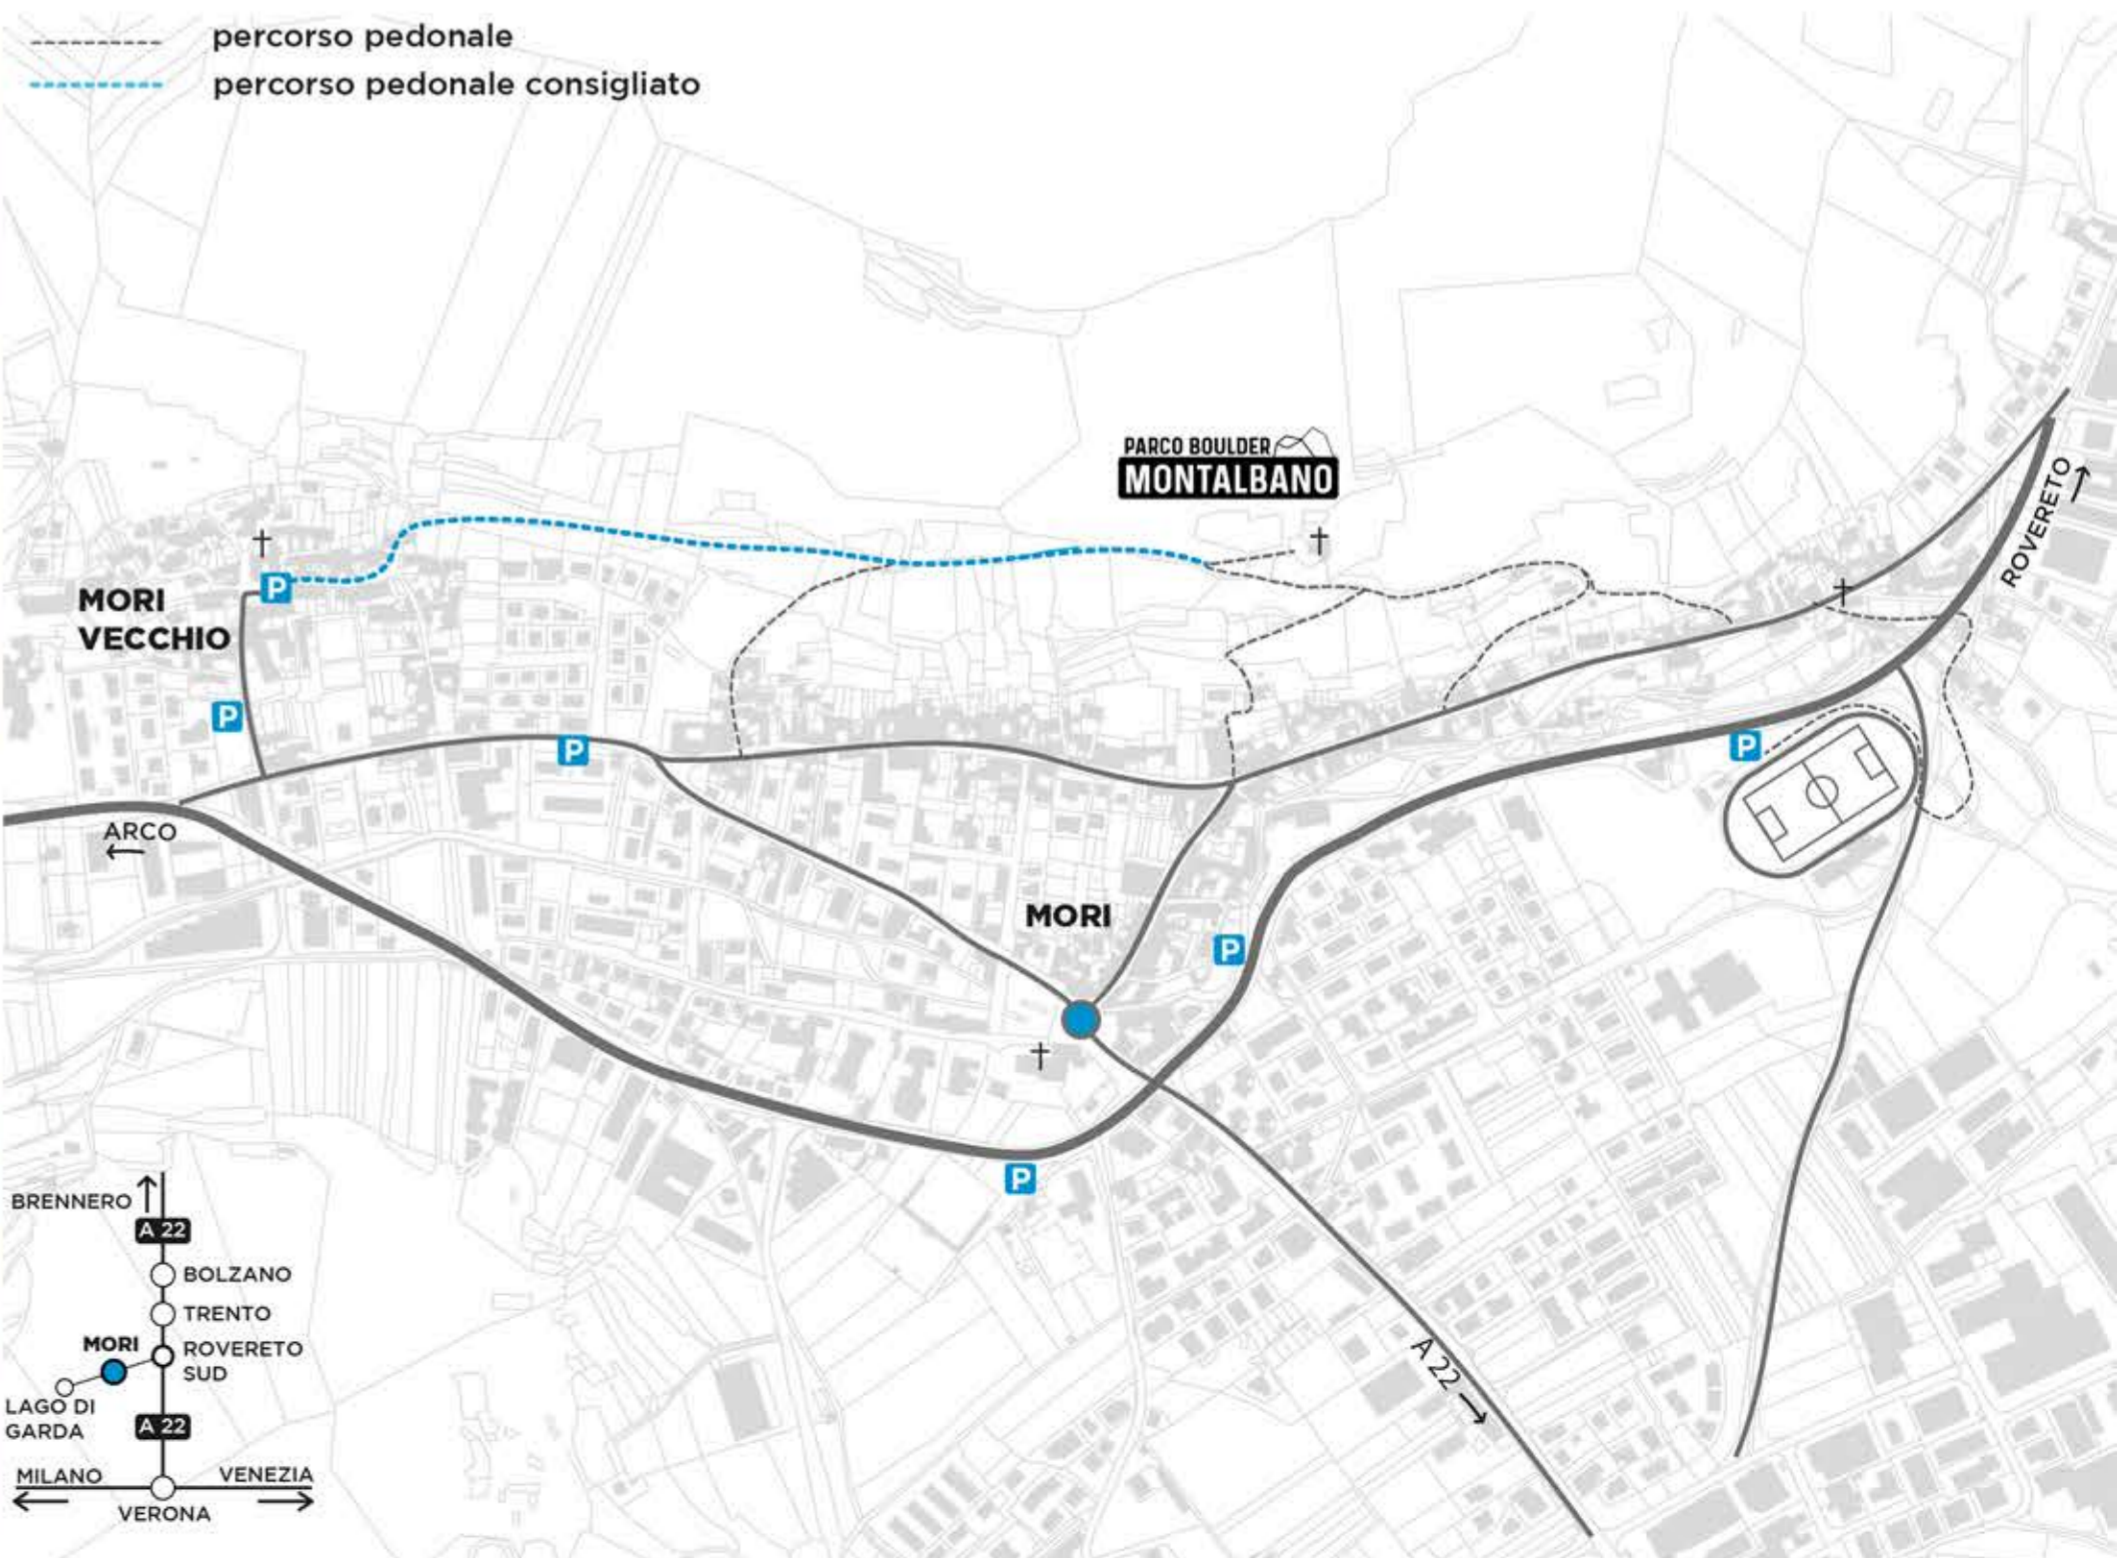 percorso pedonale
percorso pedonale consigliato
PARCO BOULDER
MONTALBANO
ROVERETO
P
MORI
VECCHIO
P
P
P
ARCO
MORI
P
P
A 22
BRENNERO
A 22
BOLZANO
TRENTO
MORI
ROVERETO
SUD
LAGO DI
GARDA
A 22
MILANO
VENEZIA
VERONA